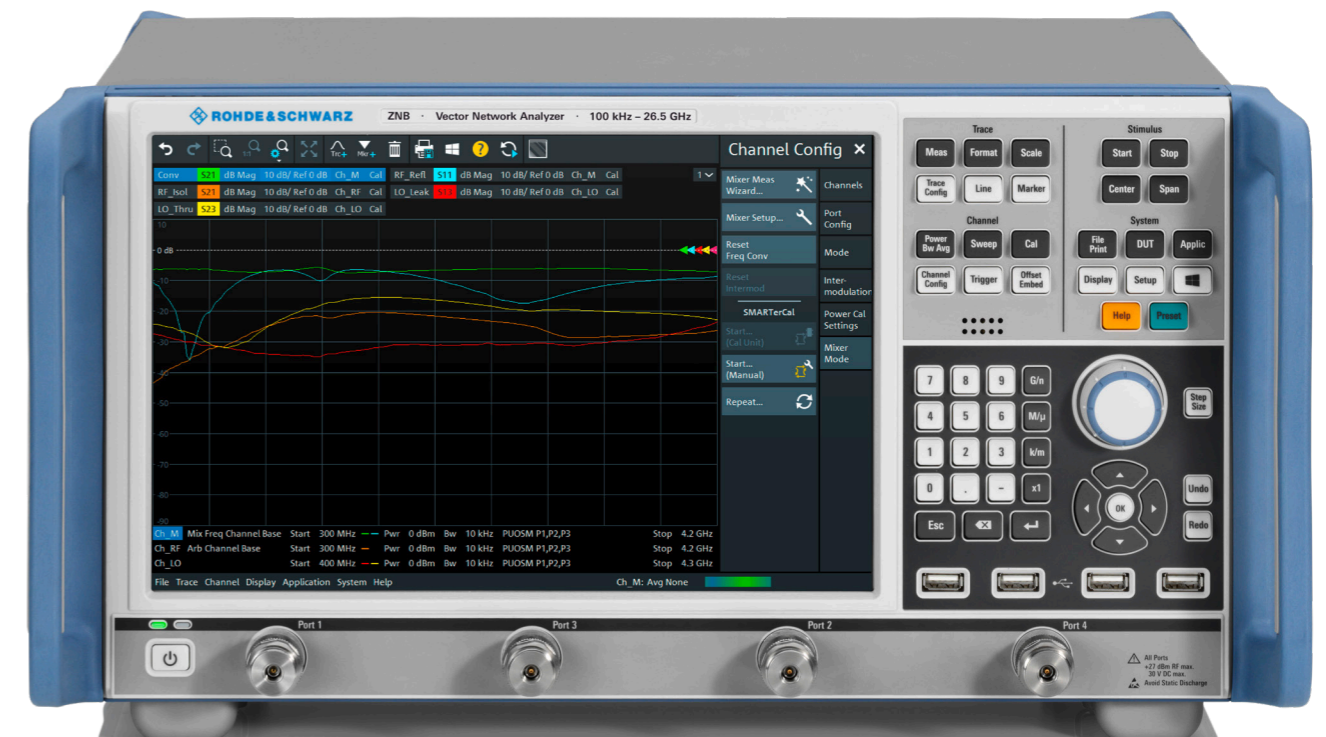 ROHDE&SCHWARZ ZNB · Vector Network Analyzer · 100 kHz – 26.5 GHz
Trc+ Mkr+
Channel Config ×
Conv S21 dB Mag 10 dB/ Ref 0 dB Ch_M Cal RF_Refl S11 dB Mag 10 dB/ Ref 0 dB Ch_M Cal 1
RF_Isol S21 dB Mag 10 dB/ Ref 0 dB Ch_RF Cal LO_Leak S13 dB Mag 10 dB/ Ref 0 dB Ch_LO Cal
LO_Thru S23 dB Mag 10 dB/ Ref 0 dB Ch_LO Cal
10
0 dB
-10
-20
-30
-40
-50
-60
-70
-80
-90
Mixer Meas
Wizard...
Mixer Setup...
Reset
Freq Conv
Reset
Intermod
SMARTerCal
Start...
(Cal Unit)
Start...
(Manual)
Repeat...
Channels
Port
Config
Mode
Inter-
modulation
Power Cal
Settings
Mixer
Mode
Ch_M Mix Freq Channel Base Start 300 MHz Pwr 0 dBm Bw 10 kHz PUOSM P1,P2,P3 Stop 4.2 GHz
Ch_RF Arb Channel Base Start 300 MHz Pwr 0 dBm Bw 10 kHz PUOSM P1,P2,P3 Stop 4.2 GHz
Ch_LO Start 400 MHz Pwr 0 dBm Bw 10 kHz PUOSM P1,P2,P3 Stop 4.3 GHz
File Trace Channel Display Application System Help Ch_M: Avg None
Trace
Meas Format Scale
Trace
Config
Line Marker
Channel
Power
Bw Avg
Sweep Cal
Channel
Config
Trigger
Offset
Embed
Stimulus
Start Stop
Center Span
System
File
Print
DUT Applic
Display Setup
Help Preset
7 8 9 G/n
4 5 6 M/µ
1 2 3 k/m
0 . - x1
Esc
OK
Step
Size
Undo
Redo
Port 1 Port 3 Port 2 Port 4
All Ports
+27 dBm RF max.
30 V DC max.
Avoid Static Discharge